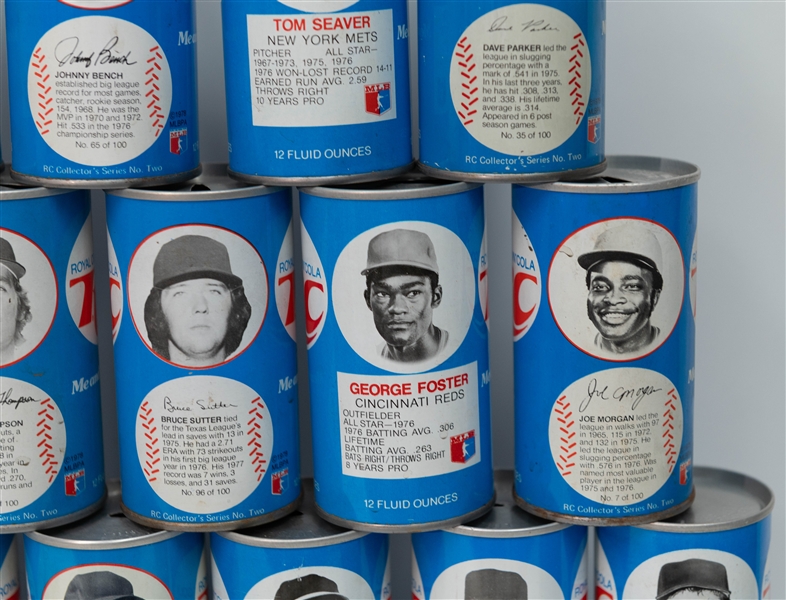 Johnny Bench
JOHNNY BENCH
established big league
record for most games,
catcher, rookie season,
154, 1968. He was the
MVP in 1970 and 1972.
Hit .533 in the 1976
championship series.
No. 65 of 100
RC Collector's Series No. Two
TOM SEAVER
NEW YORK METS
PITCHER ALL STAR—
1967-1973, 1975, 1976
1976 WON-LOST RECORD 14-11
EARNED RUN AVG. 2.59
THROWS RIGHT
10 YEARS PRO
MLB
12 FLUID OUNCES
Dave Parker
DAVE PARKER led the
league in slugging
percentage with a
mark of .541 in 1975.
In his last three years,
he has hit .308, .313,
and .338. His lifetime
average is .314.
Appeared in 6 post
season games.
No. 35 of 100
RC Collector's Series No. Two
ROYAL
Thompson
PSON
No. Two
Bruce Sutter
BRUCE SUTTER tied
for the Texas League's
lead in saves with 13 in
1975. He had a 2.71
ERA with 73 strikeouts
in his first big league
year in 1976. His 1977
record was 7 wins, 3
losses, and 31 saves.
No. 96 of 100
RC Collector's Series No. Two
COLA
GEORGE FOSTER
CINCINNATI REDS
OUTFIELDER
ALL STAR—1976
1976 BATTING AVG. .306
LIFETIME
BATTING AVG. .263
BATS RIGHT/THROWS RIGHT
8 YEARS PRO
MLB
12 FLUID OUNCES
COLA
Joe Morgan
JOE MORGAN led the
league in walks with 97
in 1965, 115 in 1972,
and 132 in 1975. He
led the league in
slugging percentage
with .576 in 1976. Was
named most valuable
player in the league in
1975 and 1976.
No. 7 of 100
RC Collector's Series No. Two